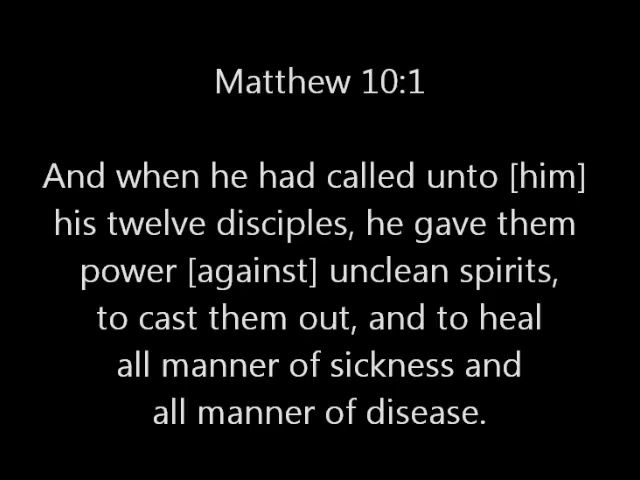 Matthew 10:1
And when he had called unto [him]
his twelve disciples, he gave them
power [against] unclean spirits,
to cast them out, and to heal
all manner of sickness and
all manner of disease.